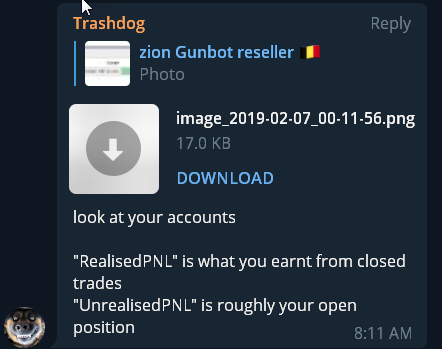 Trashdog
Reply
zion Gunbot reseller 🇧🇪
Photo
image_2019-02-07_00-11-56.png
17.0 KB
DOWNLOAD
look at your accounts
"RealisedPNL" is what you earnt from closed
trades
"UnrealisedPNL" is roughly your open
position
8:11 AM